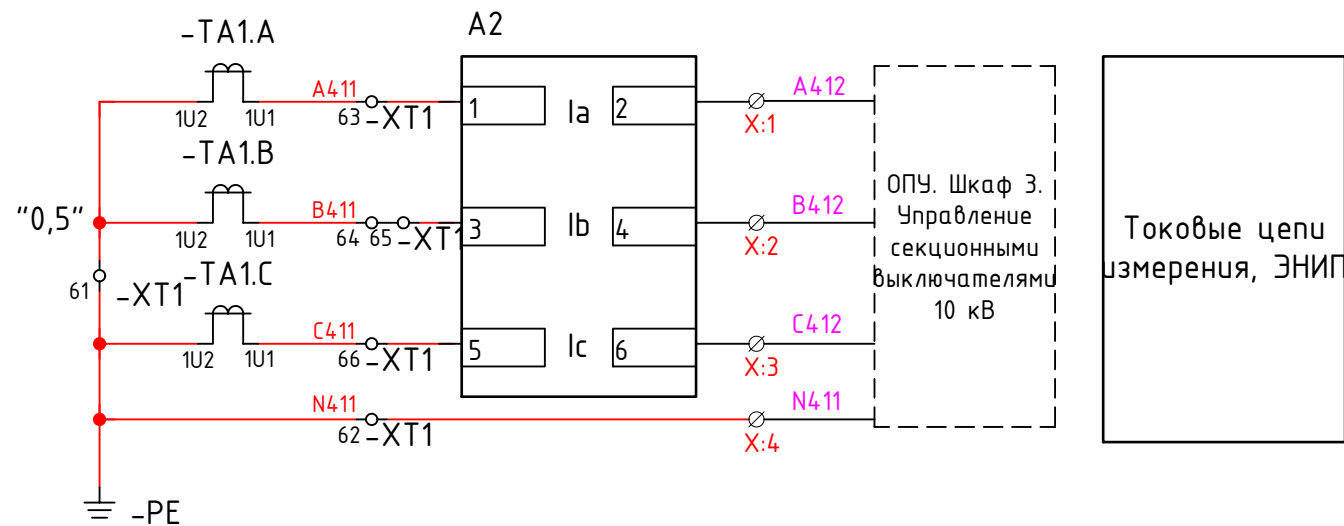 A2
-TA1.A
A411
A412
1U2
1U1
63
-XT1
1
Ia
2
X:1
-TA1.B
"0,5"
B411
B412
1U2
1U1
64
65
-XT1
3
Ib
4
X:2
ОПУ. Шкаф 3.
Управление
секционными
выключателями
10 кВ
Токовые цепи
измерения, ЭНИП
61
-XT1
-TA1.C
C411
C412
1U2
1U1
66
-XT1
5
Ic
6
X:3
N411
N411
62
-XT1
X:4
-PE